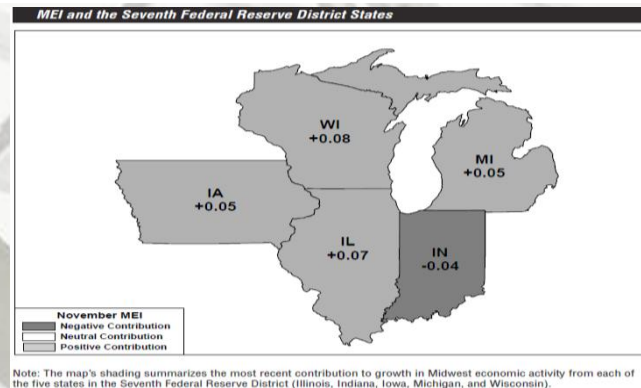 MEI and the Seventh Federal Reserve District States
WI
+0.08
MI
+0.05
IA
+0.05
IL
+0.07
IN
-0.04
November MEI
Negative Contribution
Neutral Contribution
Positive Contribution
Note: The map's shading summarizes the most recent contribution to growth in Midwest economic activity from each of
the five states in the Seventh Federal Reserve District (Illinois, Indiana, Iowa, Michigan, and Wisconsin).